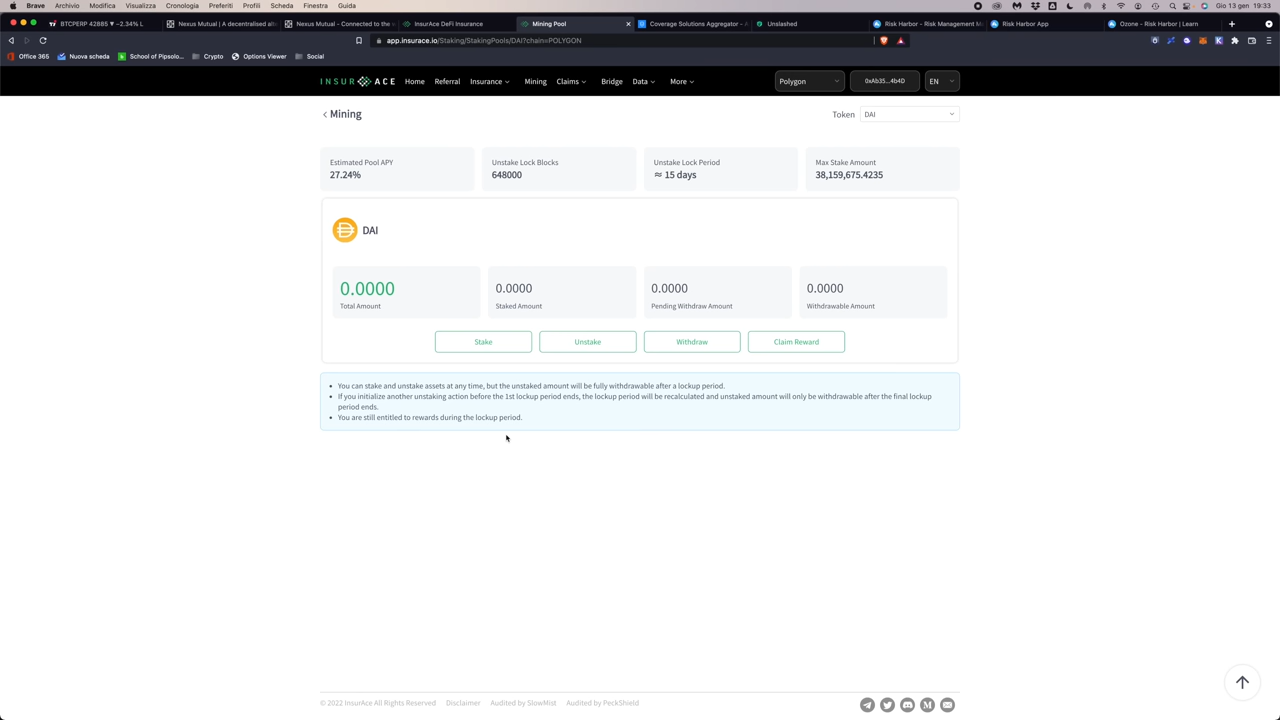 Brave Archivio Modifica Visualizza Cronologia Preferiti Profili Scheda Finestra Guida Gio 13 gen 19:33
BTCPERP 42885 ▼ −2.34% Nexus Mutual | A decentralised Nexus Mutual - Connected to the InsurAce DeFi Insurance Mining Pool Coverage Solutions Aggregator - Unslashed Risk Harbor - Risk Management Risk Harbor App Ozone - Risk Harbor | Learn
app.insurace.io/Staking/StakingPools/DAI?chain=POLYGON
Office 365 Nuova scheda School of Pipsolo... Crypto Options Viewer Social
INSURACE Home Referral Insurance Mining Claims Bridge Data More Polygon 0xAb35...4b4D EN
Mining Token DAI
Estimated Pool APY Unstake Lock Blocks Unstake Lock Period Max Stake Amount
27.24% 648000 ≈ 15 days 38,159,675.4235
DAI
0.0000 0.0000 0.0000 0.0000
Total Amount Staked Amount Pending Withdraw Amount Withdrawable Amount
Stake Unstake Withdraw Claim Reward
• You can stake and unstake assets at any time, but the unstaked amount will be fully withdrawable after a lockup period.
• If you initialize another unstaking action before the 1st lockup period ends, the lockup period will be recalculated and unstaked amount will only be withdrawable after the final lockup
period ends.
• You are still entitled to rewards during the lockup period.
© 2022 InsurAce All Rights Reserved Disclaimer Audited by SlowMist Audited by PeckShield